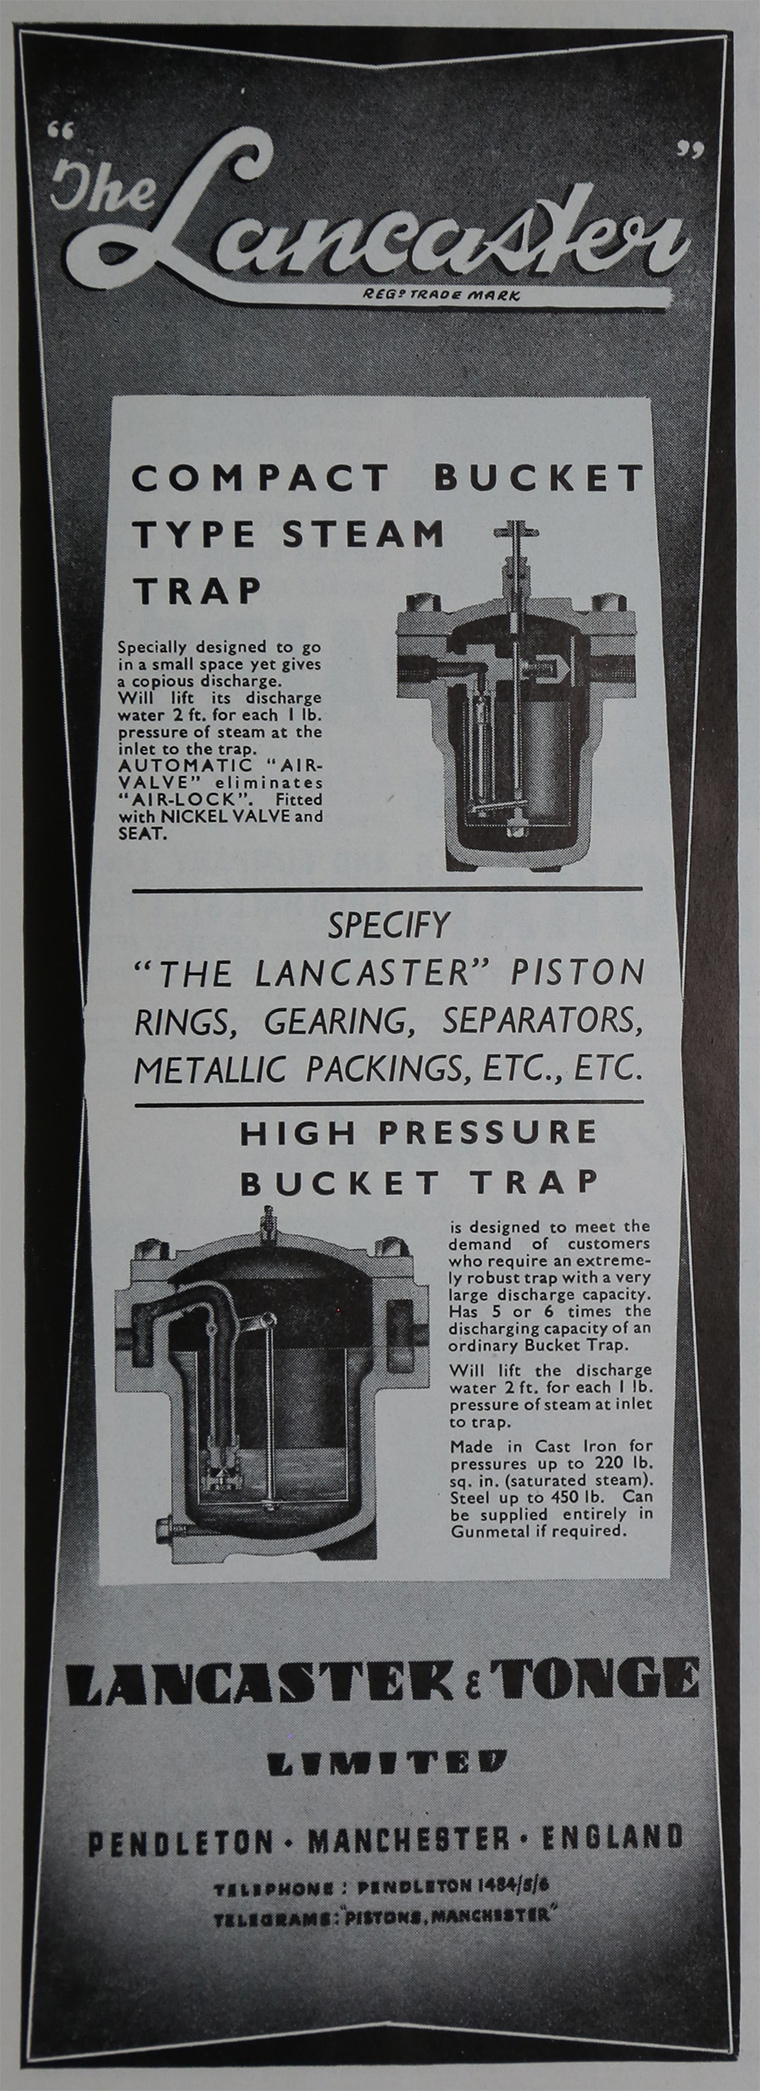 “The Lancaster”
REGD TRADE MARK
COMPACT BUCKET
TYPE STEAM
TRAP
Specially designed to go
in a small space yet gives
a copious discharge.
Will lift its discharge
water 2 ft. for each 1 lb.
pressure of steam at the
inlet to the trap.
AUTOMATIC “AIR-
VALVE” eliminates
“AIR-LOCK”. Fitted
with NICKEL VALVE and
SEAT.
SPECIFY
“THE LANCASTER” PISTON
RINGS, GEARING, SEPARATORS,
METALLIC PACKINGS, ETC., ETC.
HIGH PRESSURE
BUCKET TRAP
is designed to meet the
demand of customers
who require an extreme-
ly robust trap with a very
large discharge capacity.
Has 5 or 6 times the
discharging capacity of an
ordinary Bucket Trap.
Will lift the discharge
water 2 ft. for each 1 lb.
pressure of steam at inlet
to trap.
Made in Cast Iron for
pressures up to 220 lb.
sq. in. (saturated steam).
Steel up to 450 lb. Can
be supplied entirely in
Gunmetal if required.
LANCASTER & TONGE
LIMITED
PENDLETON · MANCHESTER · ENGLAND
TELEPHONE : PENDLETON 1484/5/6
TELEGRAMS: "PISTONS, MANCHESTER"